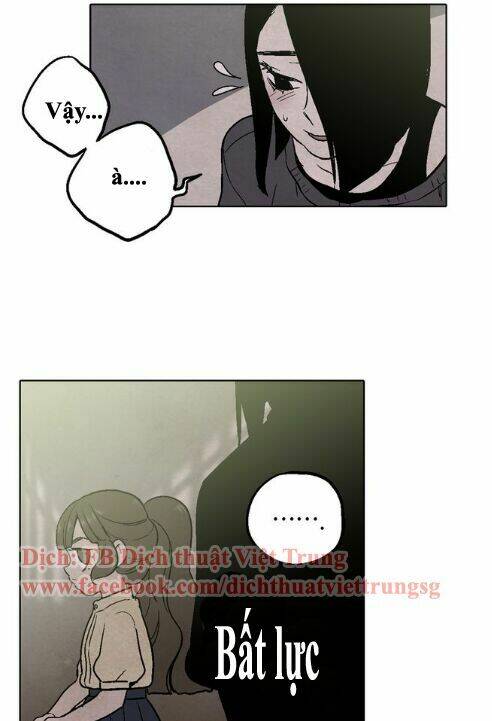 Vậy...
à....
.......
Dịch: FB Dịch thuật Việt Trung
www.facebook.com/dichthuatviettrungsg
Bất lực